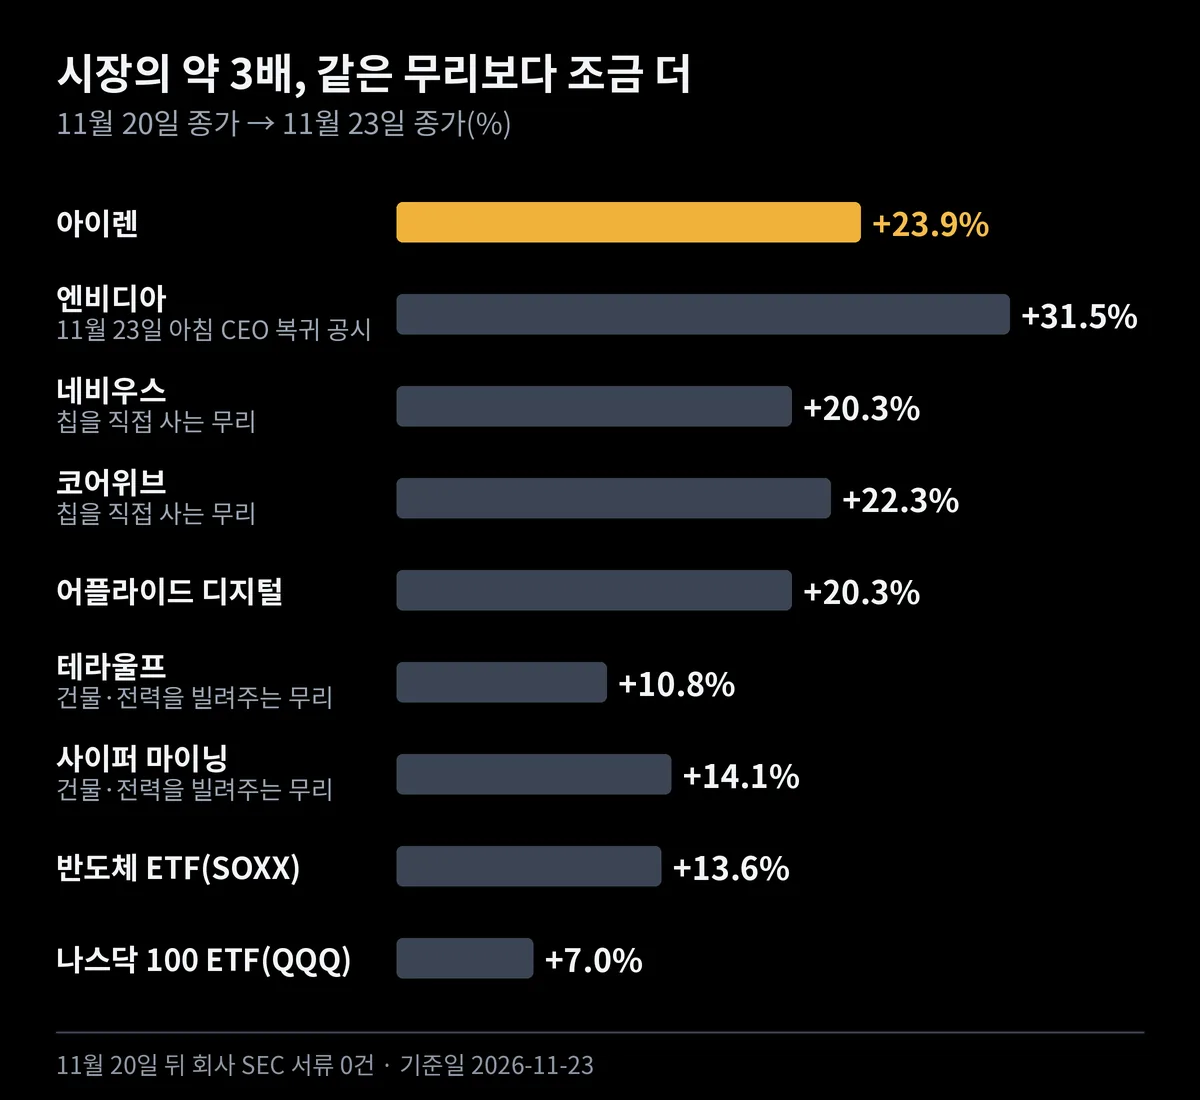 시장의 약 3배, 같은 무리보다 조금 더
11월 20일 종가 → 11월 23일 종가(%)
아이렌
+23.9%
엔비디아
11월 23일 아침 CEO 복귀 공시
+31.5%
네비우스
칩을 직접 사는 무리
+20.3%
코어위브
칩을 직접 사는 무리
+22.3%
어플라이드 디지털
+20.3%
테라울프
건물·전력을 빌려주는 무리
+10.8%
사이퍼 마이닝
건물·전력을 빌려주는 무리
+14.1%
반도체 ETF(SOXX)
+13.6%
나스닥 100 ETF(QQQ)
+7.0%
11월 20일 뒤 회사 SEC 서류 0건 · 기준일 2026-11-23